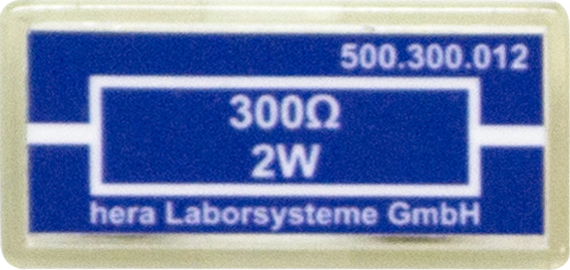 500.300.012
300Ω
2W
hera Laborsysteme GmbH